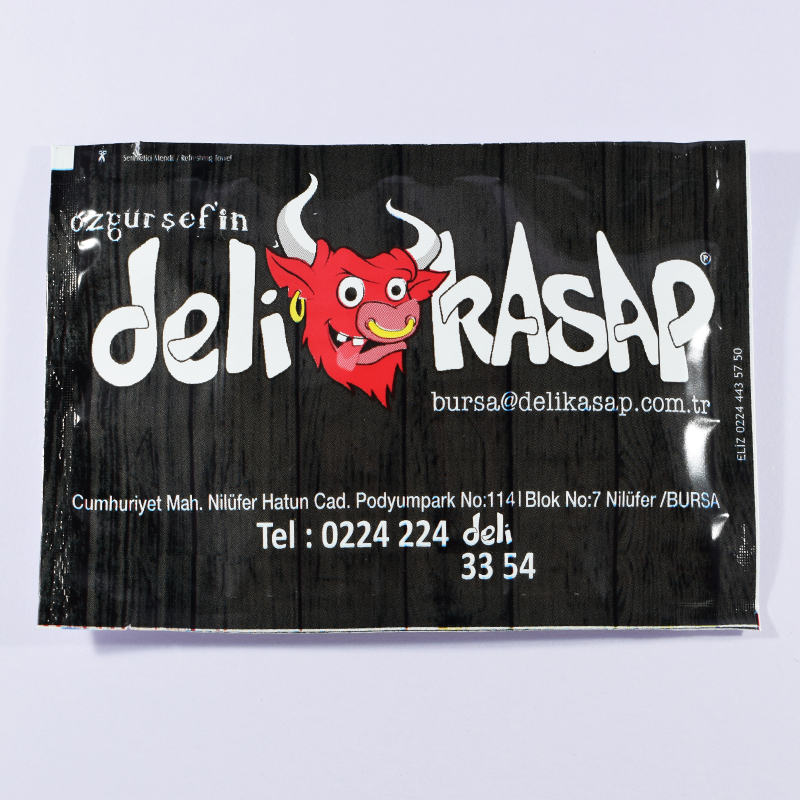 Serinletici Mendil / Refreshing Towel
özgür şef'in
deli KASAP ®
bursa@delikasap.com.tr
ELİZ 0224 443 57 50
Cumhuriyet Mah. Nilüfer Hatun Cad. Podyumpark No:114 I Blok No:7 Nilüfer /BURSA
Tel : 0224 224 deli
33 54